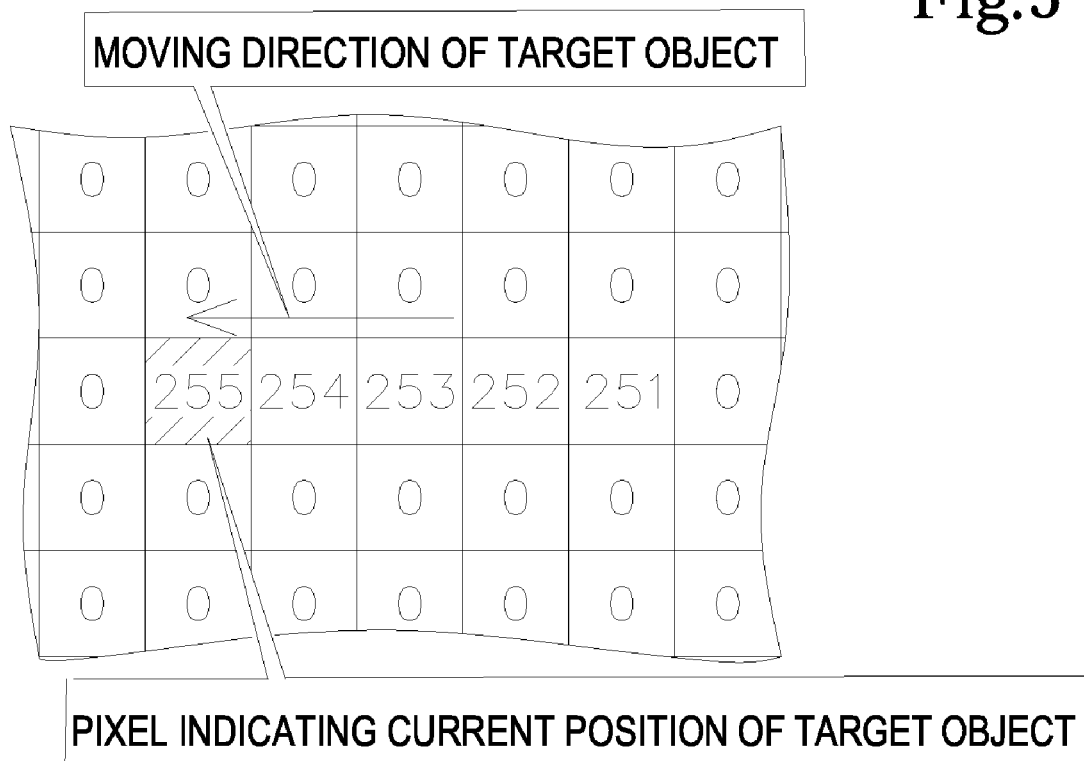 Fig.5
MOVING DIRECTION OF TARGET OBJECT
0 0 0 0 0 0 0
0 0 0 0 0 0 0
0 255 254 253 252 251 0
0 0 0 0 0 0 0
0 0 0 0 0 0 0
PIXEL INDICATING CURRENT POSITION OF TARGET OBJECT